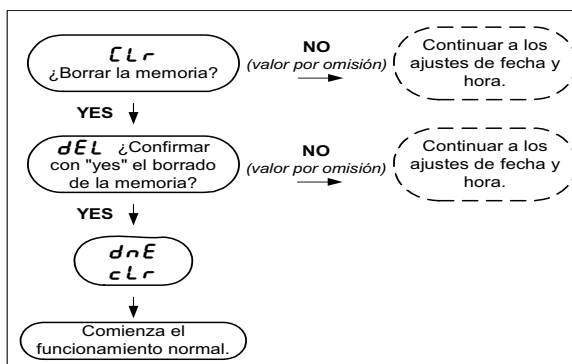 CLr
¿Borrar la memoria?
NO
(valor por omisión)
Continuar a los
ajustes de fecha y
hora.
YES
dEL ¿Confirmar
con "yes" el borrado
de la memoria?
NO
(valor por omisión)
Continuar a los
ajustes de fecha y
hora.
YES
dnE
cLr
Comienza el
funcionamiento normal.